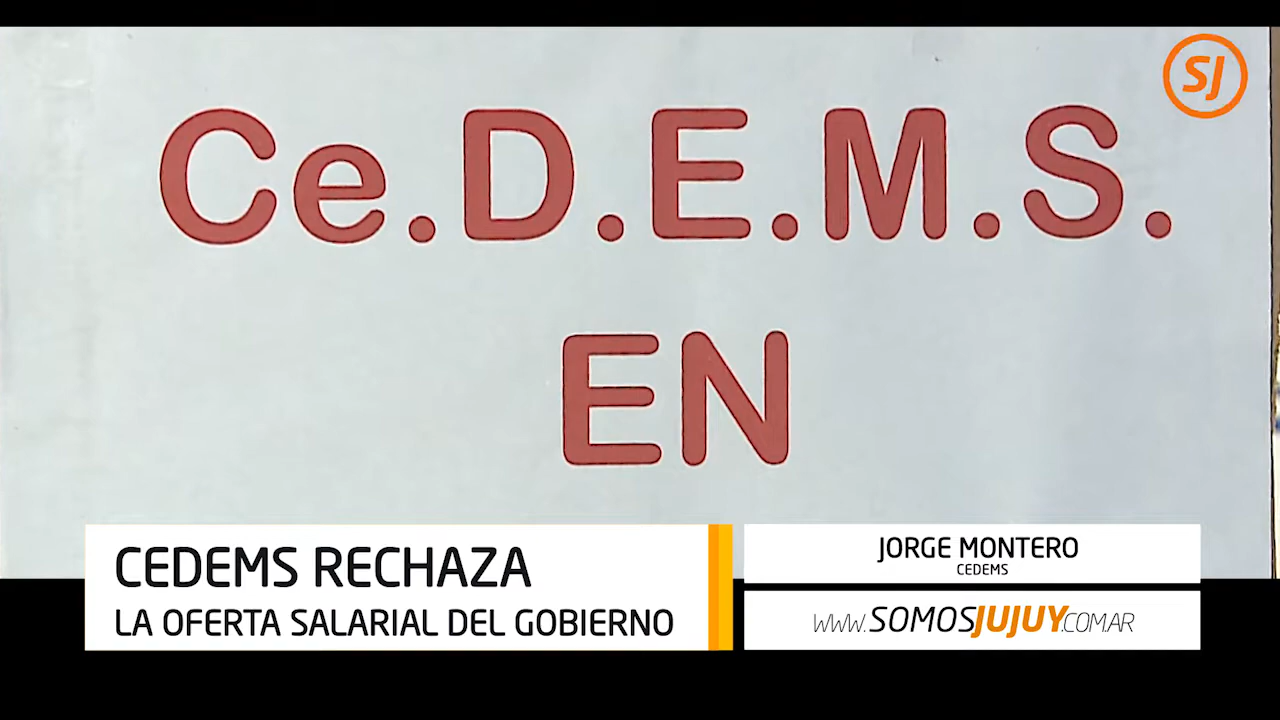 SJ
Ce.D.E.M.S.
EN
CEDEMS RECHAZA
LA OFERTA SALARIAL DEL GOBIERNO
JORGE MONTERO
CEDEMS
WWW.SOMOSJUJUY.COM.AR